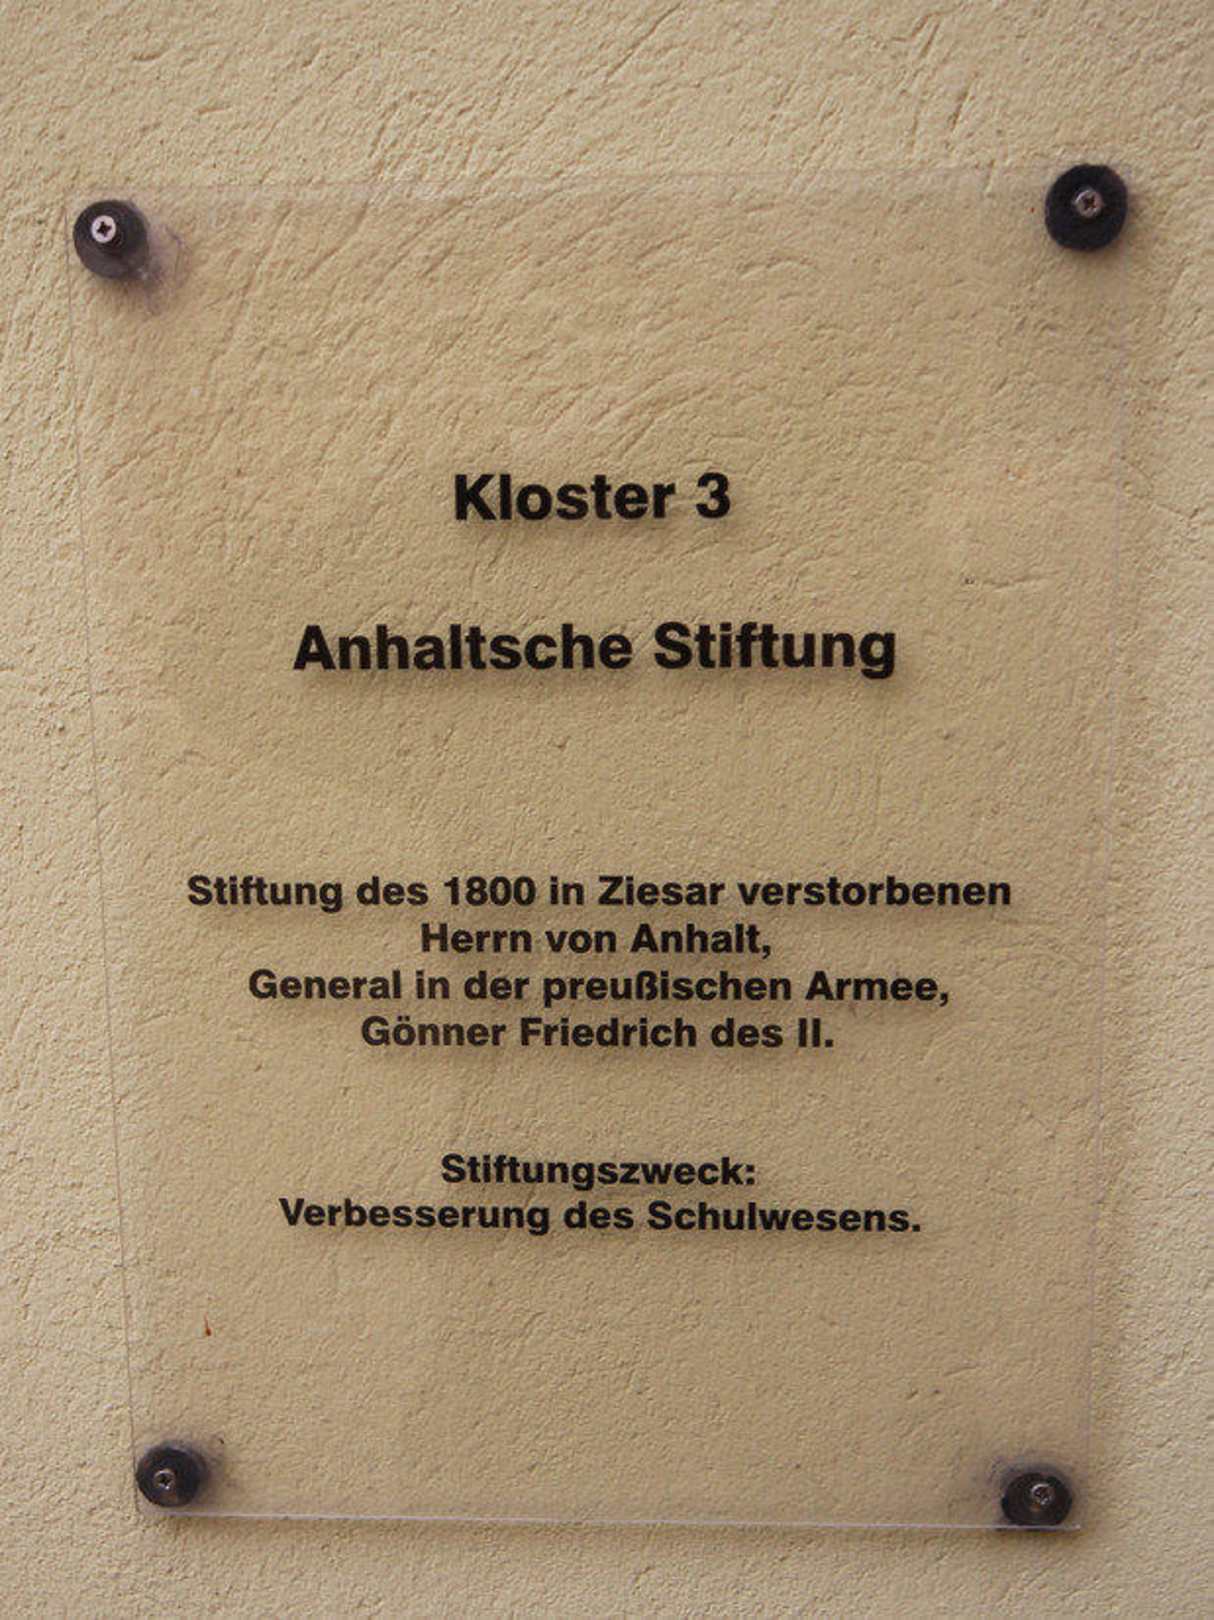 Kloster 3
Anhaltsche Stiftung
Stiftung des 1800 in Ziesar verstorbenen
Herrn von Anhalt,
General in der preußischen Armee,
Gönner Friedrich des II.
Stiftungszweck:
Verbesserung des Schulwesens.